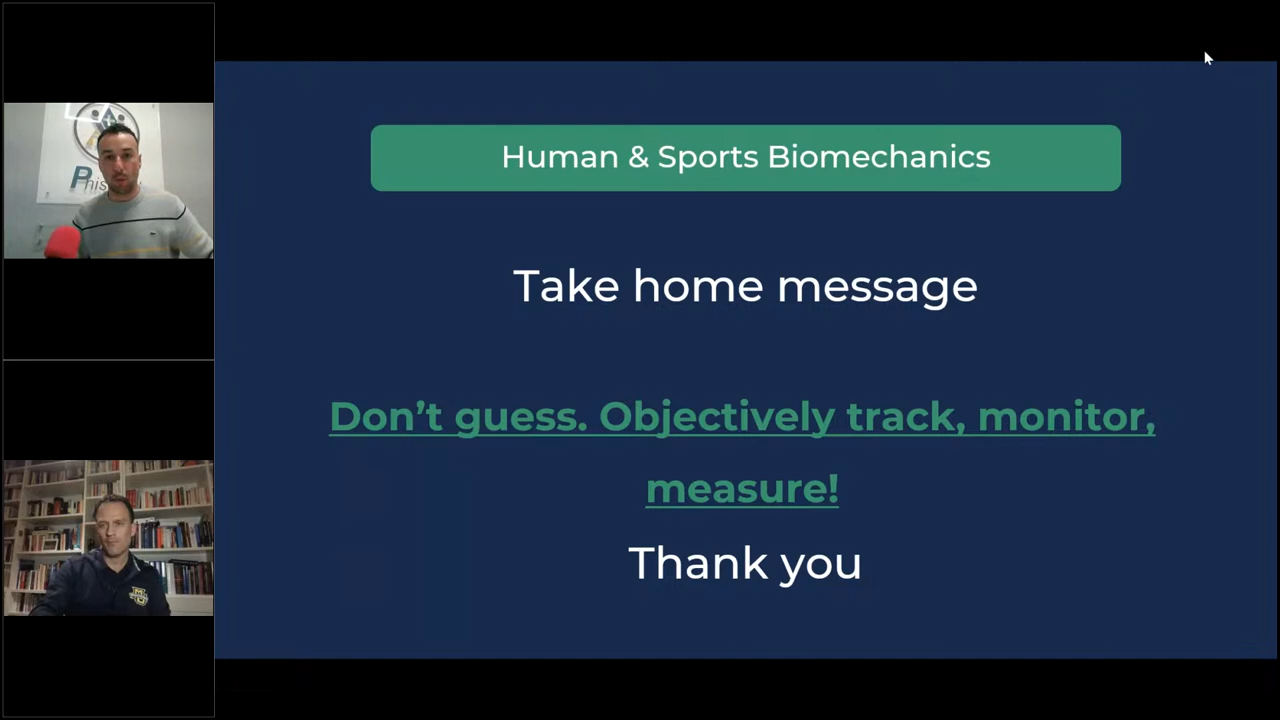 Human & Sports Biomechanics
Take home message
Don’t guess. Objectively track, monitor,
measure!
Thank you